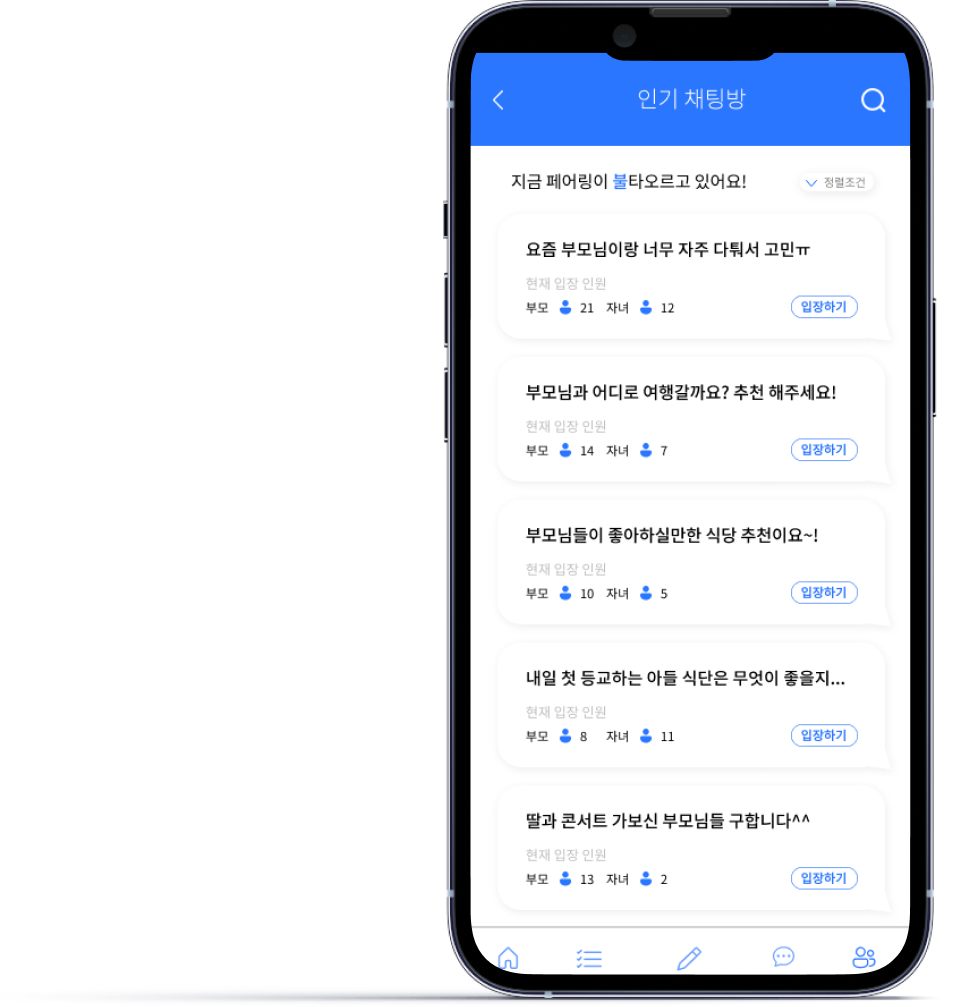 인기 채팅방
지금 페어링이 불타오르고 있어요!
정렬조건
요즘 부모님이랑 너무 자주 다퉈서 고민ㅠ
현재 입장 인원
부모 21 자녀 12
입장하기
부모님과 어디로 여행갈까요? 추천 해주세요!
현재 입장 인원
부모 14 자녀 7
입장하기
부모님들이 좋아하실만한 식당 추천이요~!
현재 입장 인원
부모 10 자녀 5
입장하기
내일 첫 등교하는 아들 식단은 무엇이 좋을지...
현재 입장 인원
부모 8 자녀 11
입장하기
딸과 콘서트 가보신 부모님들 구합니다^^
현재 입장 인원
부모 13 자녀 2
입장하기